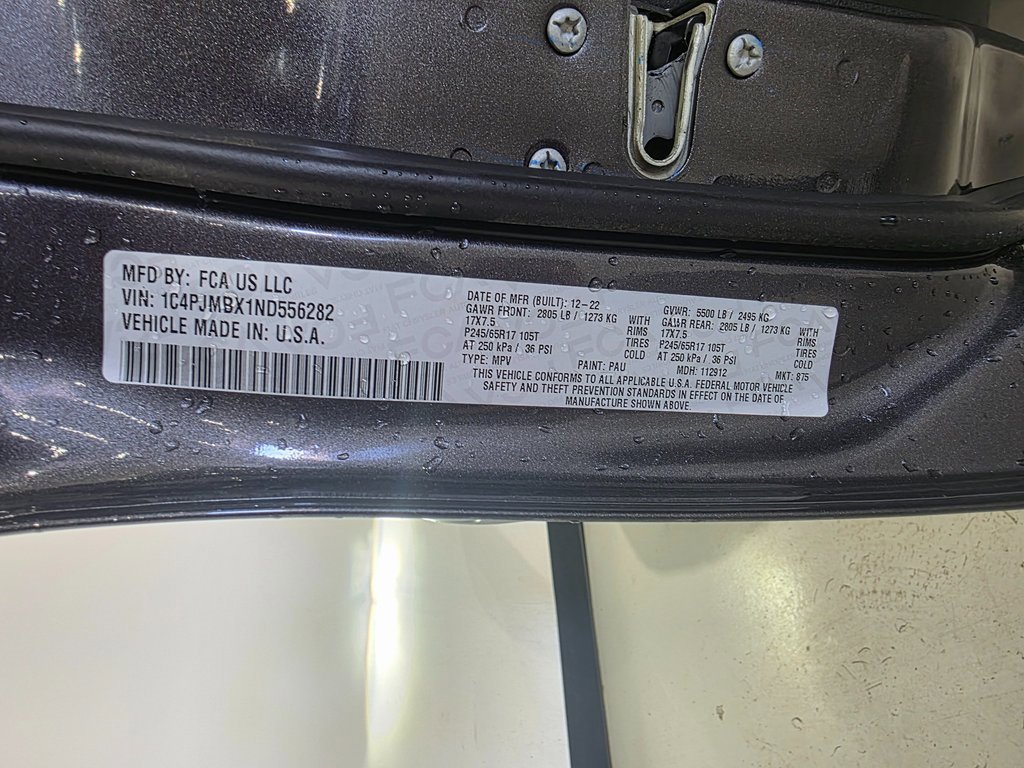 MFD BY: FCA US LLC
VIN: 1C4PJMBX1ND556282
VEHICLE MADE IN: U.S.A.
DATE OF MFR (BUILT): 12-22
GAWR FRONT: 2805 LB / 1273 KG WITH
17X7.5 RIMS
P245/65R17 105T TIRES
AT 250 kPa / 36 PSI COLD
TYPE: MPV
GVWR: 5500 LB / 2495 KG
GAWR REAR: 2805 LB / 1273 KG WITH
17X7.5 RIMS
P245/65R17 105T TIRES
AT 250 kPa / 36 PSI COLD
PAINT: PAU MDH: 112912 MKT: 875
THIS VEHICLE CONFORMS TO ALL APPLICABLE U.S.A. FEDERAL MOTOR VEHICLE
SAFETY AND THEFT PREVENTION STANDARDS IN EFFECT ON THE DATE OF
MANUFACTURE SHOWN ABOVE.